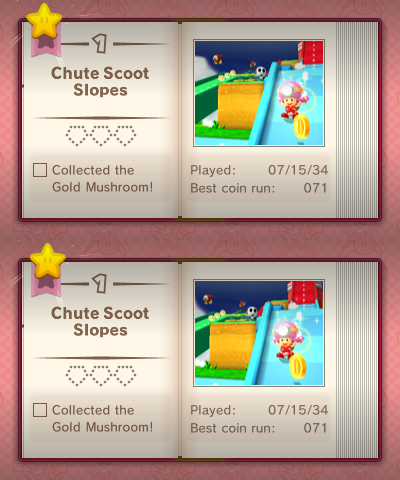 1
Chute Scoot
Slopes
Collected the
Gold Mushroom!
Played: 07/15/34
Best coin run: 071
1
Chute Scoot
Slopes
Collected the
Gold Mushroom!
Played: 07/15/34
Best coin run: 071